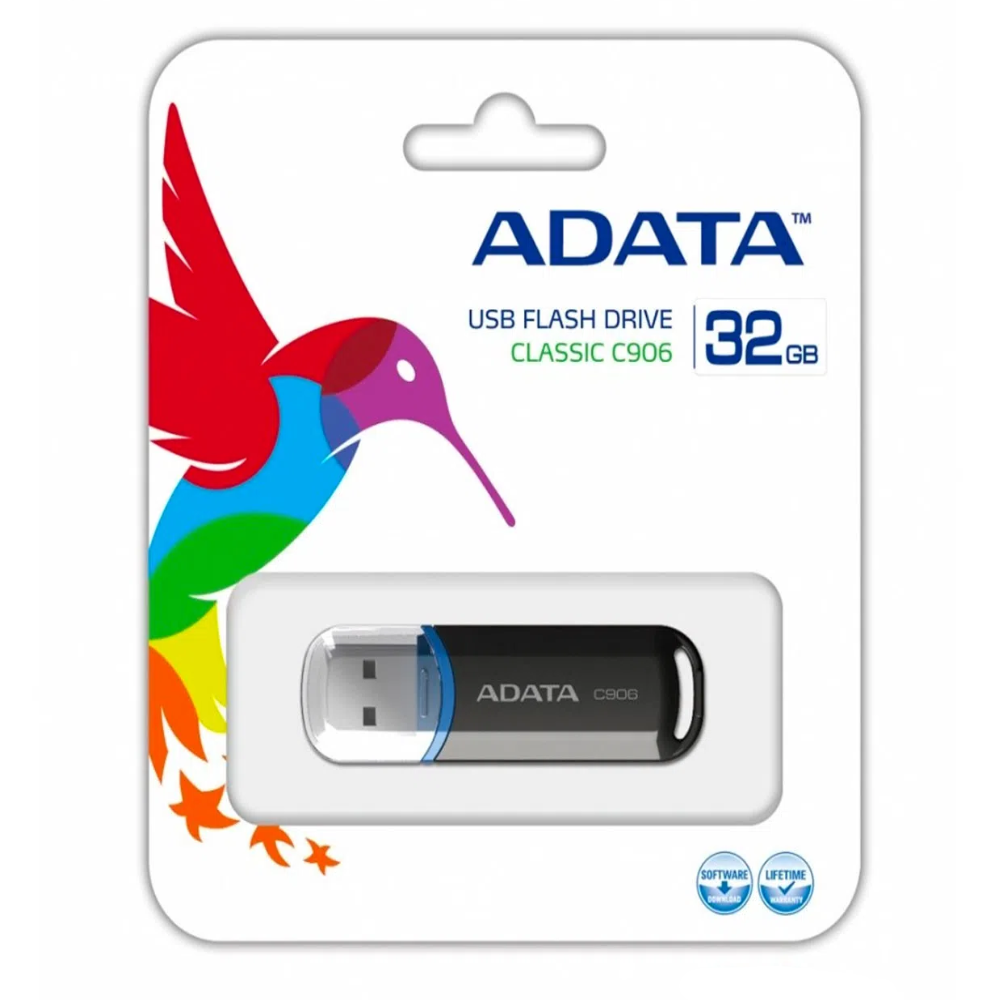 ADATA™
USB FLASH DRIVE
CLASSIC C906
32GB
ADATA C906
SOFTWARE
DOWNLOAD
LIFETIME
WARRANTY